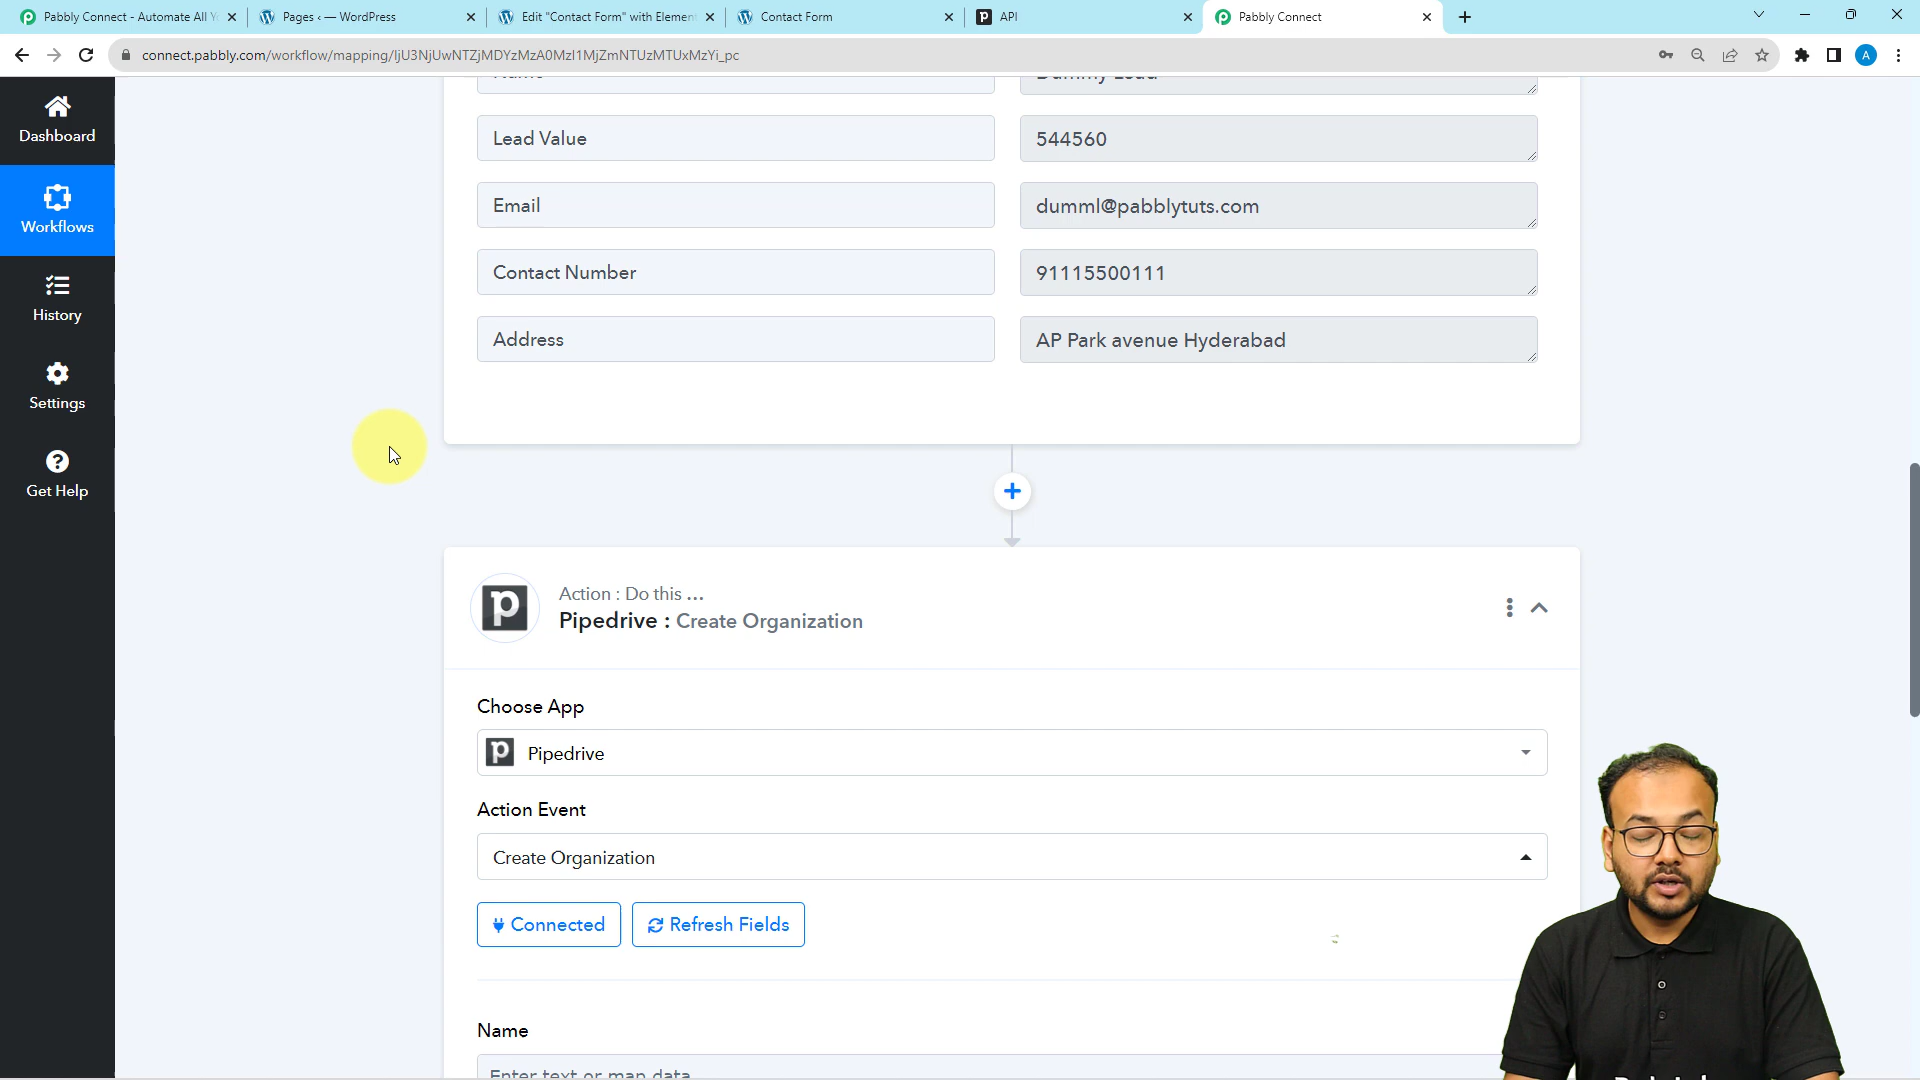 Pabbly Connect - Automate All Y
Pages ‹ — WordPress
Edit "Contact Form" with Elemen
Contact Form
API
Pabbly Connect
connect.pabbly.com/workflow/mapping/IjU3NjUwNTZjMDYzMzA0MzI1MjZmNTUzMTUxMzYi_pc
A
Dashboard
Workflows
History
Settings
Get Help
Name
Dummy Lead
Lead Value
544560
Email
dumml@pabblytuts.com
Contact Number
91115500111
Address
AP Park avenue Hyderabad
Action : Do this ...
Pipedrive : Create Organization
Choose App
Pipedrive
Action Event
Create Organization
Connected
Refresh Fields
Name
Enter text or map data